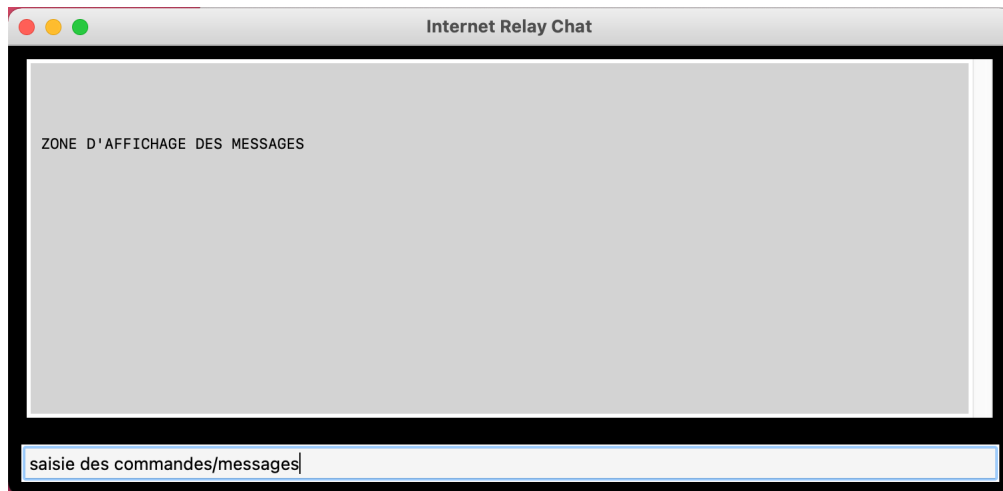 Internet Relay Chat
ZONE D'AFFICHAGE DES MESSAGES
saisie des commandes/messages